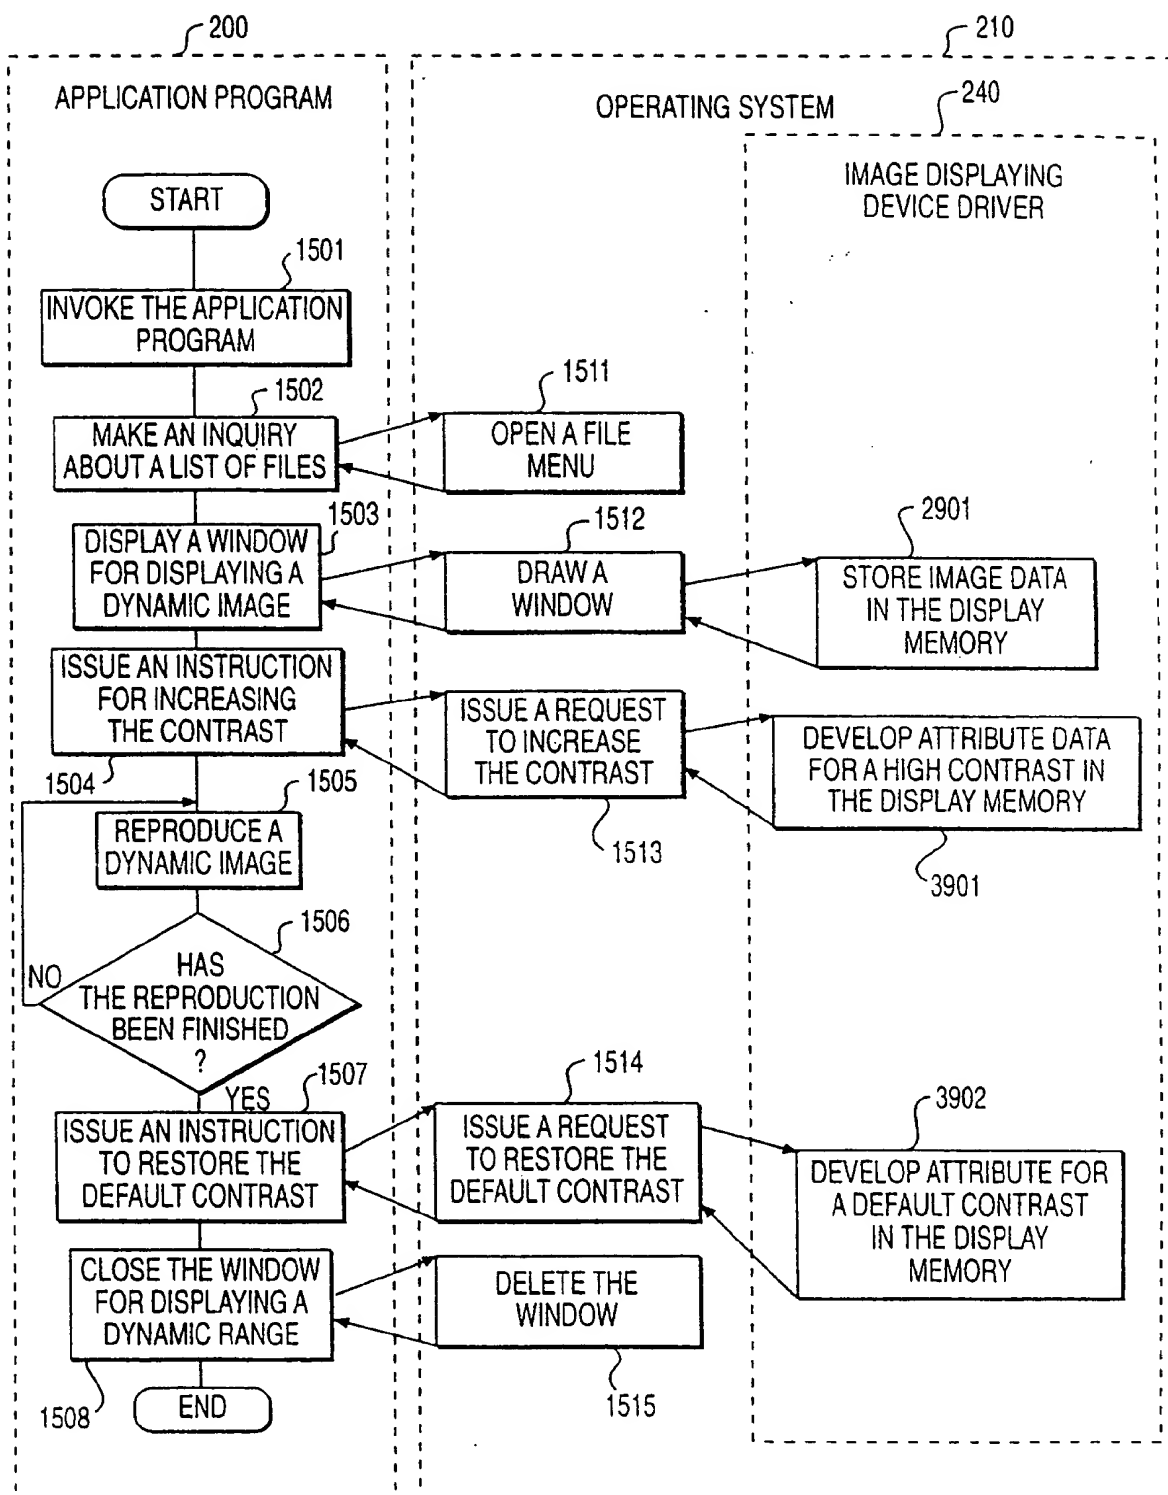 200
210
APPLICATION PROGRAM
OPERATING SYSTEM
240
IMAGE DISPLAYING
DEVICE DRIVER
START
1501
INVOKE THE APPLICATION
PROGRAM
1502
MAKE AN INQUIRY
ABOUT A LIST OF FILES
1511
OPEN A FILE
MENU
1503
DISPLAY A WINDOW
FOR DISPLAYING A
DYNAMIC IMAGE
1512
DRAW A
WINDOW
2901
STORE IMAGE DATA
IN THE DISPLAY
MEMORY
ISSUE AN INSTRUCTION
FOR INCREASING
THE CONTRAST
1504
ISSUE A REQUEST
TO INCREASE
THE CONTRAST
1513
DEVELOP ATTRIBUTE DATA
FOR A HIGH CONTRAST IN
THE DISPLAY MEMORY
3901
1505
REPRODUCE A
DYNAMIC IMAGE
1506
HAS
THE REPRODUCTION
BEEN FINISHED
?
NO
YES
1507
ISSUE AN INSTRUCTION
TO RESTORE THE
DEFAULT CONTRAST
1514
ISSUE A REQUEST
TO RESTORE THE
DEFAULT CONTRAST
3902
DEVELOP ATTRIBUTE FOR
A DEFAULT CONTRAST
IN THE DISPLAY
MEMORY
CLOSE THE WINDOW
FOR DISPLAYING A
DYNAMIC RANGE
1508
DELETE THE
WINDOW
1515
END